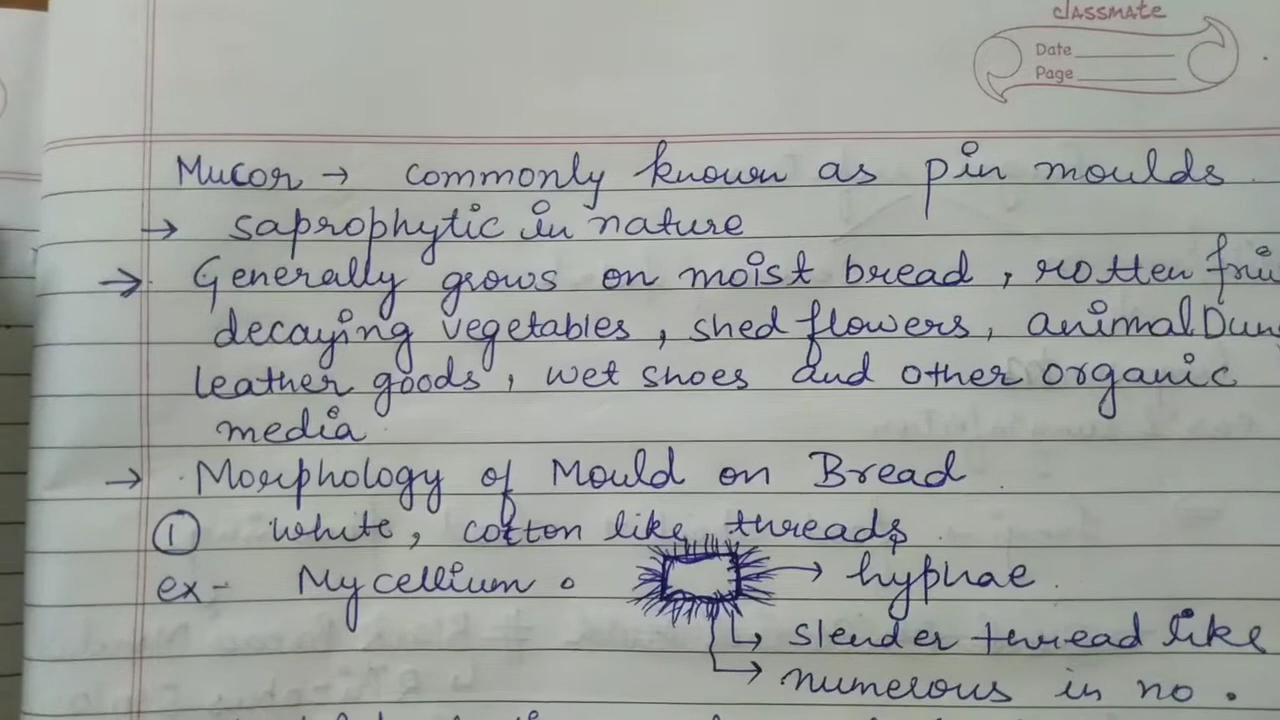 classmate
Date
Page
Mucor → commonly known as pin moulds
→ saprophytic in nature
→ Generally grows on moist bread, rotten frui
decaying vegetables, shed flowers, animal Dun
leather goods, wet shoes and other organic
media
→ Morphology of Mould on Bread
① White, cotton like threads.
ex- Mycellium.
→ hyphae.
→ slender thread like
→ numerous in no.